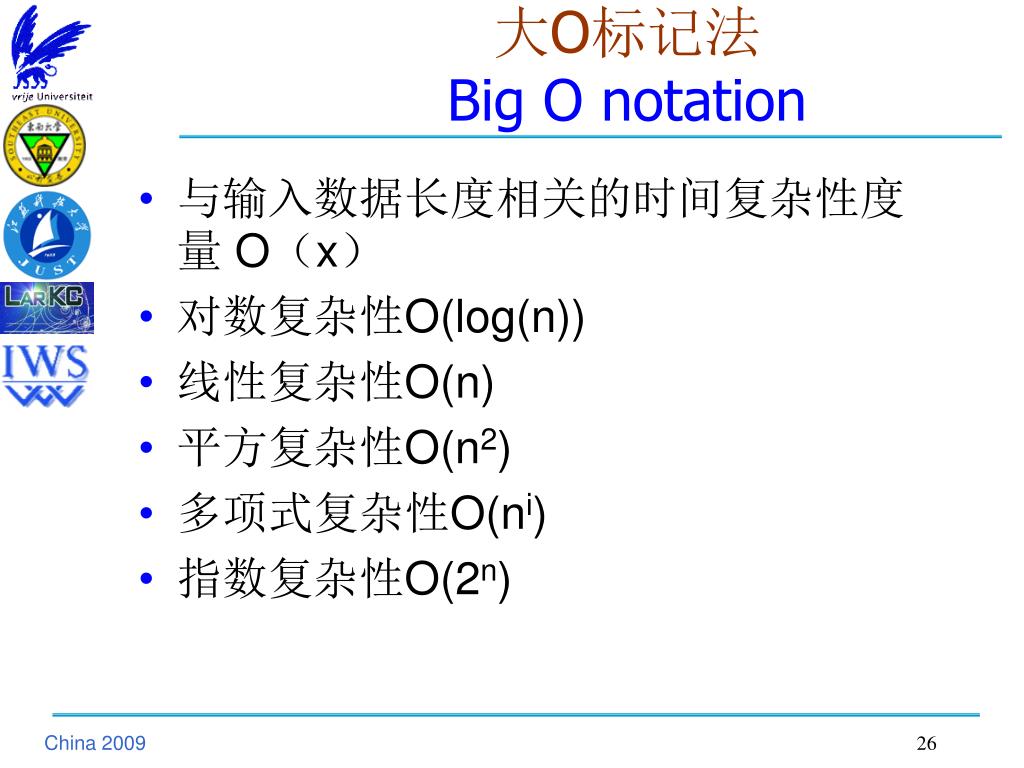 大O标记法
Big O notation
vrije Universiteit
SOUTHEAST UNIVERSITY
东南大学
江苏科技大学
JUST
LARKC
IWS
• 与输入数据长度相关的时间复杂性度
量 O（x）
• 对数复杂性O(log(n))
• 线性复杂性O(n)
• 平方复杂性O(n²)
• 多项式复杂性O(nⁱ)
• 指数复杂性O(2ⁿ)
China 2009
26